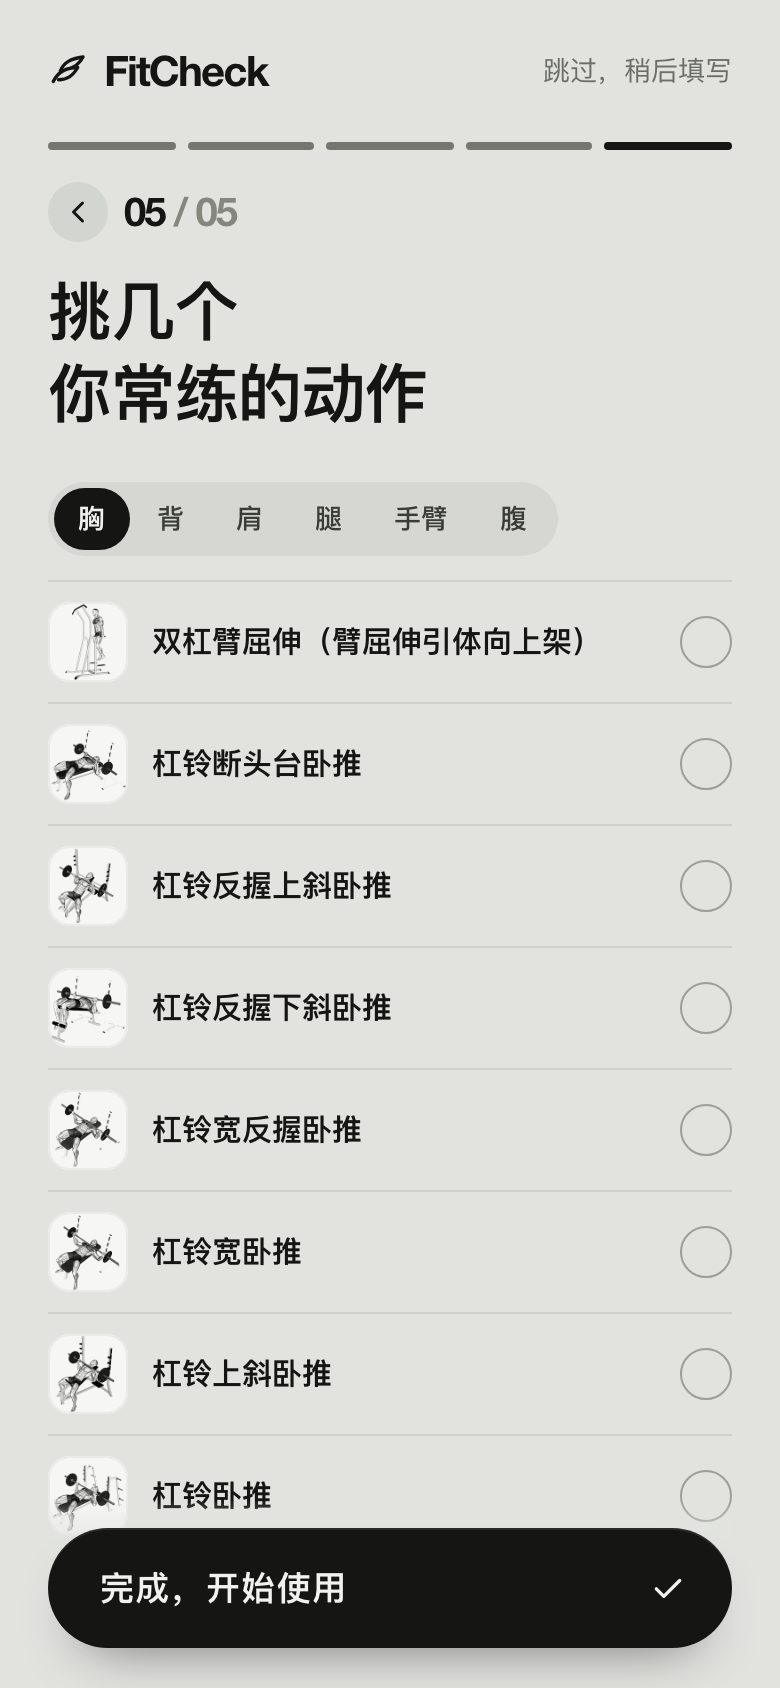 FitCheck
跳过，稍后填写
05 / 05
挑几个
你常练的动作
胸 背 肩 腿 手臂 腹
双杠臂屈伸（臂屈伸引体向上架）
杠铃断头台卧推
杠铃反握上斜卧推
杠铃反握下斜卧推
杠铃宽反握卧推
杠铃宽卧推
杠铃上斜卧推
杠铃卧推
完成，开始使用